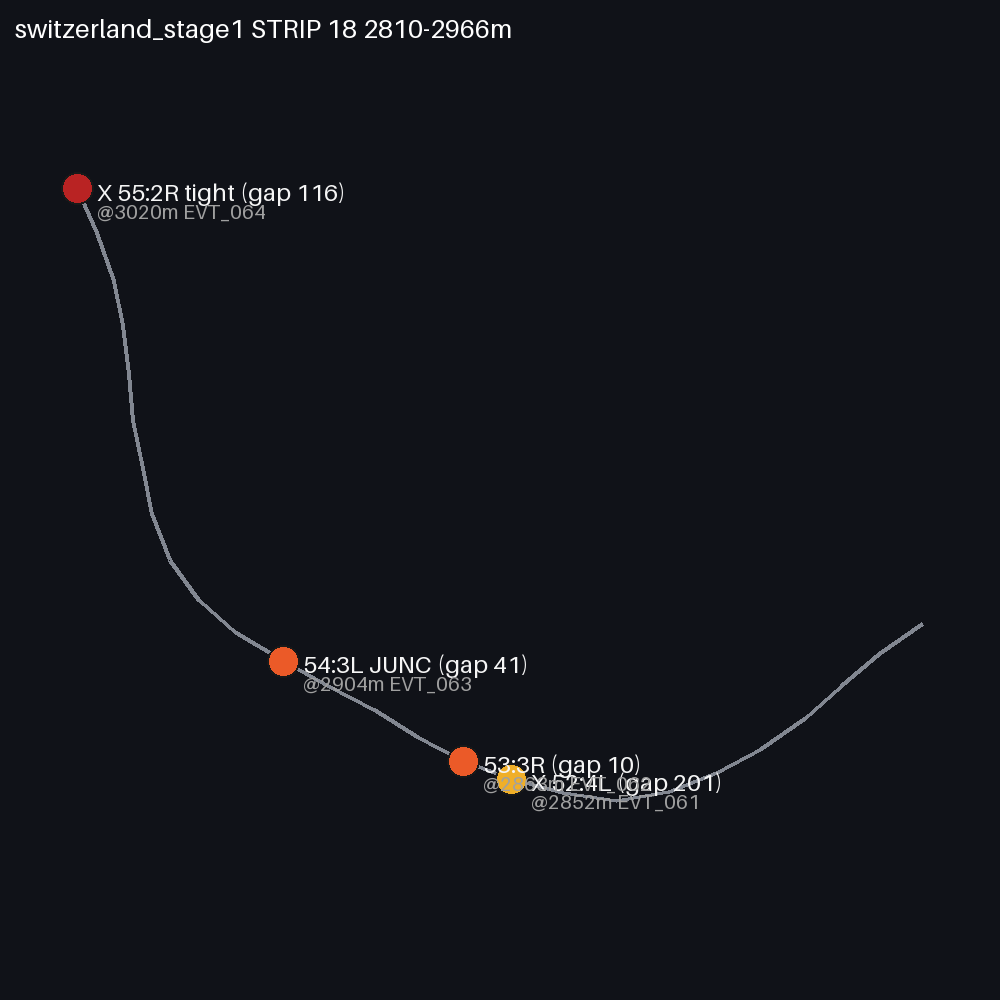 switzerland_stage1 STRIP 18 2810-2966m
X 55:2R tight (gap 116)
@3020m EVT_064
54:3L JUNC (gap 41)
@2904m EVT_063
53:3R (gap 10)
X 52:4L (gap 201)
@2852m EVT_061